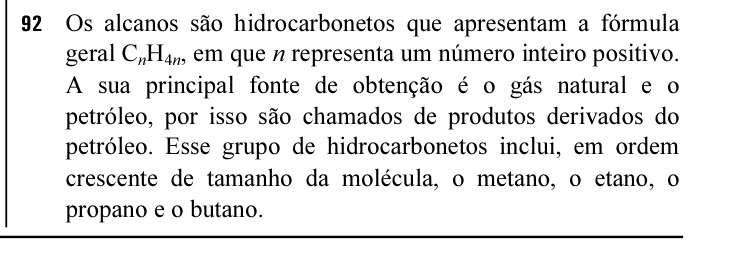 92 Os alcanos são hidrocarbonetos que apresentam a fórmula
geral CₙH₄ₙ, em que n representa um número inteiro positivo.
A sua principal fonte de obtenção é o gás natural e o
petróleo, por isso são chamados de produtos derivados do
petróleo. Esse grupo de hidrocarbonetos inclui, em ordem
crescente de tamanho da molécula, o metano, o etano, o
propano e o butano.